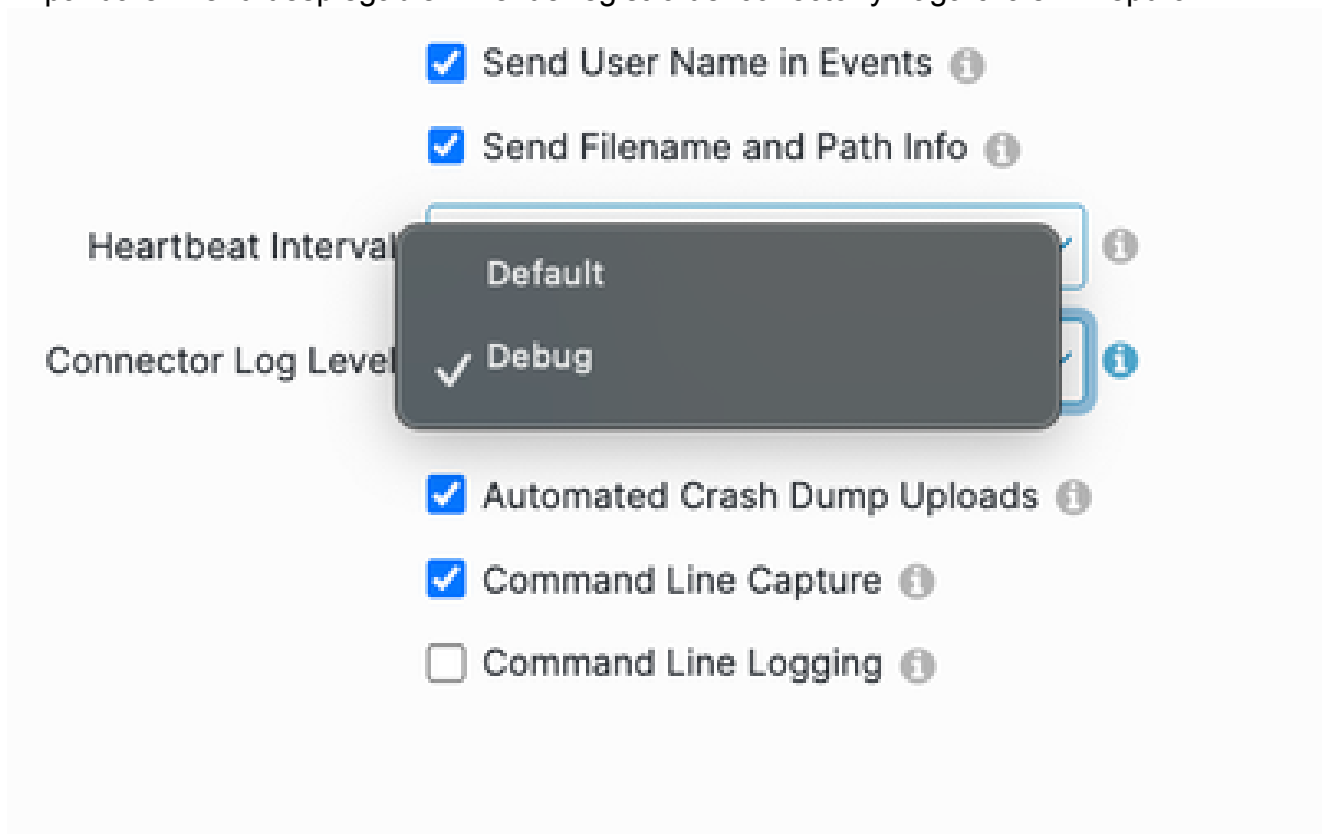 Send User Name in Events
Send Filename and Path Info
Heartbeat Interval
Default
Connector Log Level
Debug
Automated Crash Dump Uploads
Command Line Capture
Command Line Logging